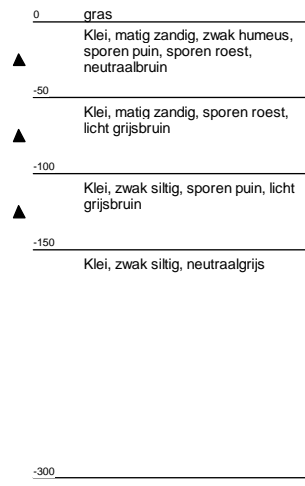 0 gras
Klei, matig zandig, zwak humeus,
sporen puin, sporen roest,
neutraalbruin
-50
Klei, matig zandig, sporen roest,
licht grijsbruin
-100
Klei, zwak siltig, sporen puin, licht
grijsbruin
-150
Klei, zwak siltig, neutraalgrijs
-300